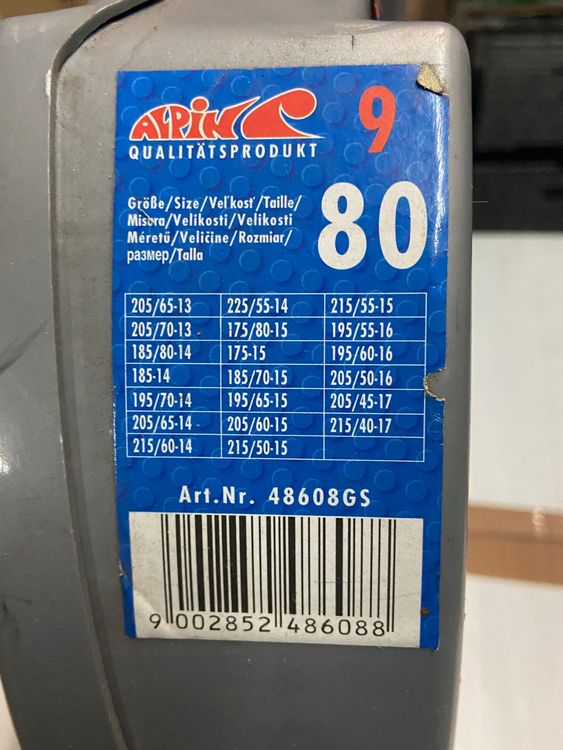 ALPIN
9
QUALITÄTSPRODUKT
Größe/Size/Veľkosť/Taille/
Misura/Velikosti/Velikosti
Méretű/Veličine/Rozmiar/
размер/Talla
80
205/65-13 225/55-14 215/55-15
205/70-13 175/80-15 195/55-16
185/80-14 175-15 195/60-16
185-14 185/70-15 205/50-16
195/70-14 195/65-15 205/45-17
205/65-14 205/60-15 215/40-17
215/60-14 215/50-15
Art.Nr. 48608GS
9 002852 486088